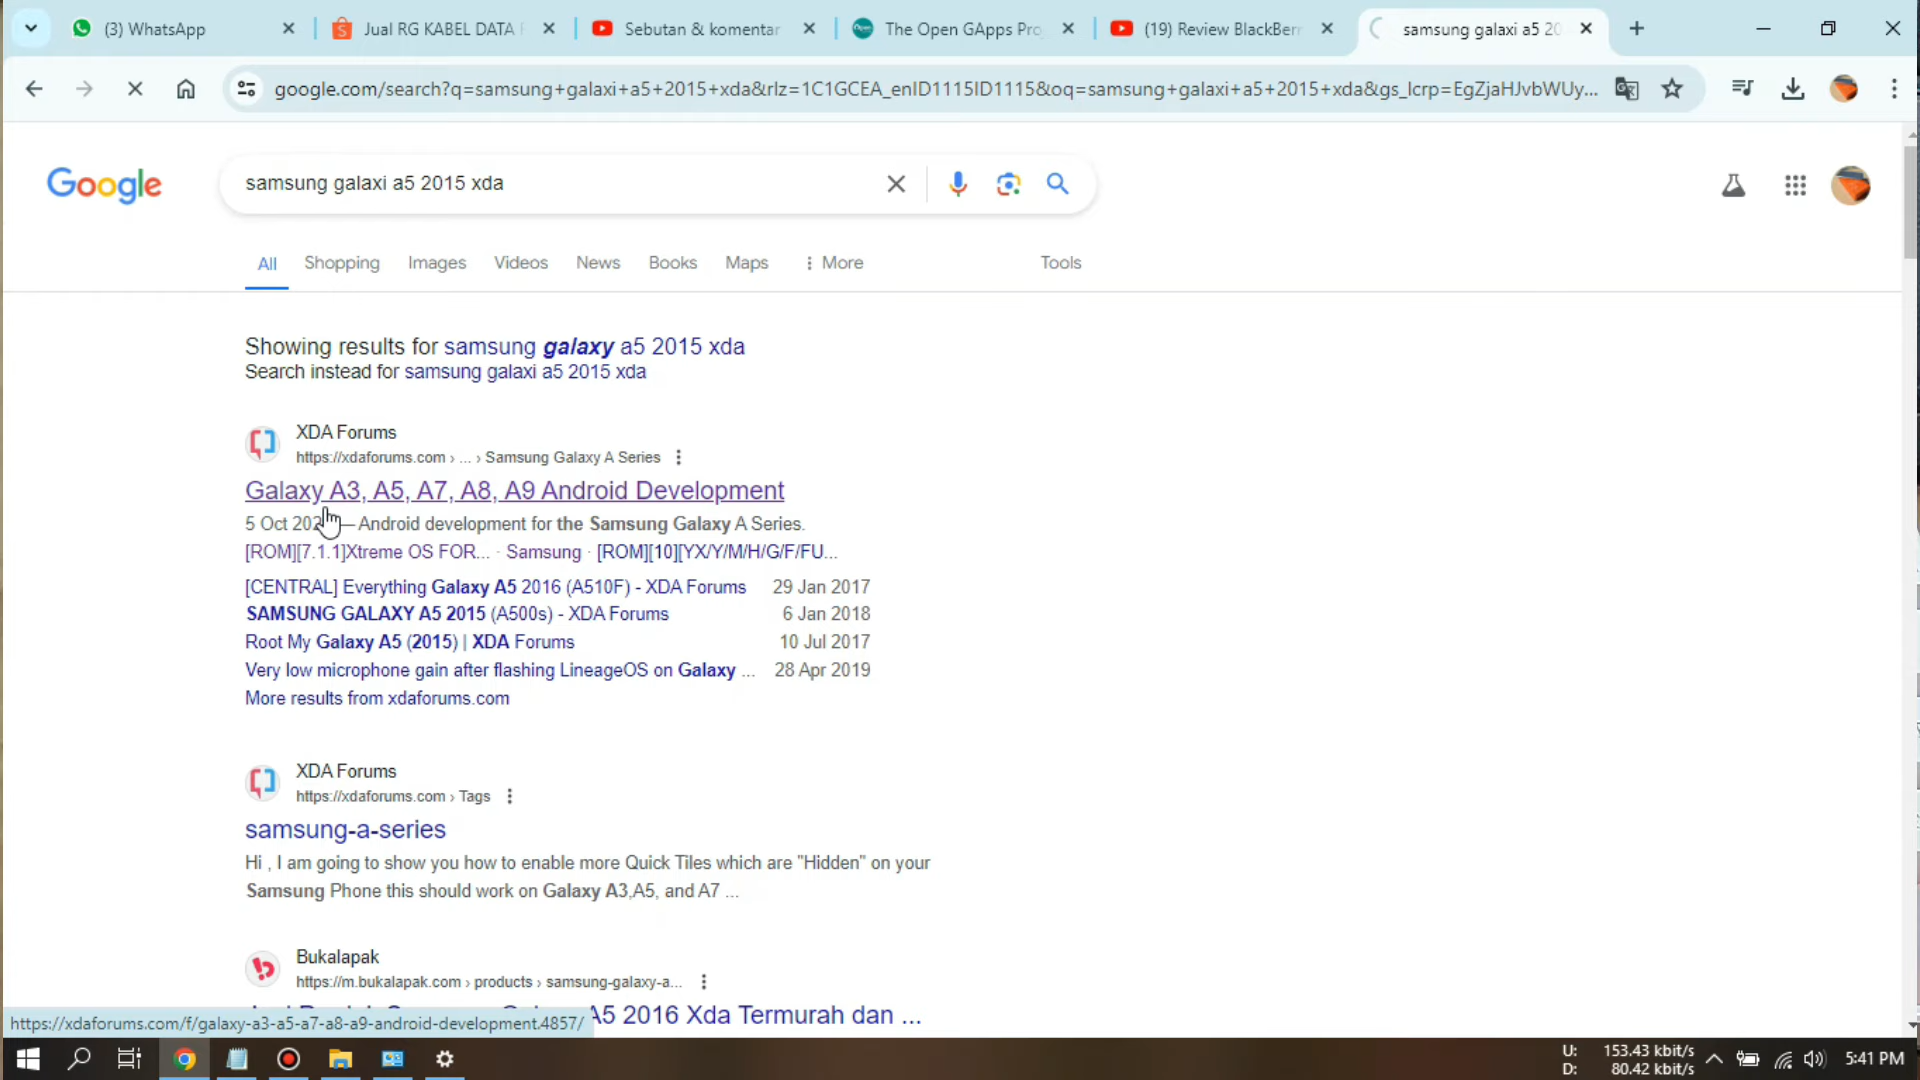 (3) WhatsApp
Jual RG KABEL DATA
Sebutan & komentar
The Open GApps Pro
(19) Review BlackBerr
samsung galaxi a5 20
google.com/search?q=samsung+galaxi+a5+2015+xda&rlz=1C1GCEA_enID1115ID1115&oq=samsung+galaxi+a5+2015+xda&gs_lcrp=EgZjaHJvbWUy...
Google
samsung galaxi a5 2015 xda
All
Shopping
Images
Videos
News
Books
Maps
More
Tools
Showing results for samsung galaxy a5 2015 xda
Search instead for samsung galaxi a5 2015 xda
XDA Forums
https://xdaforums.com › ... › Samsung Galaxy A Series
Galaxy A3, A5, A7, A8, A9 Android Development
5 Oct 202 — Android development for the Samsung Galaxy A Series.
[ROM][7.1.1]Xtreme OS FOR... · Samsung · [ROM][10][YX/Y/M/H/G/F/FU...
[CENTRAL] Everything Galaxy A5 2016 (A510F) - XDA Forums 29 Jan 2017
SAMSUNG GALAXY A5 2015 (A500s) - XDA Forums 6 Jan 2018
Root My Galaxy A5 (2015) | XDA Forums 10 Jul 2017
Very low microphone gain after flashing LineageOS on Galaxy ... 28 Apr 2019
More results from xdaforums.com
XDA Forums
https://xdaforums.com › Tags
samsung-a-series
Hi , I am going to show you how to enable more Quick Tiles which are "Hidden" on your
Samsung Phone this should work on Galaxy A3,A5, and A7 ...
Bukalapak
https://m.bukalapak.com › products › samsung-galaxy-a...
A5 2016 Xda Termurah dan ...
https://xdaforums.com/f/galaxy-a3-a5-a7-a8-a9-android-development.4857/
U: 153.43 kbit/s
D: 80.42 kbit/s
5:41 PM